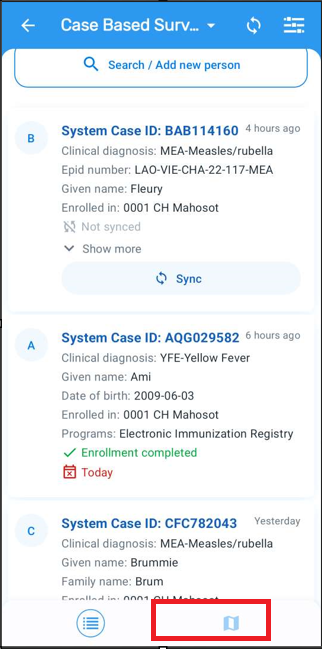 Case Based Surv...
Search / Add new person
B
System Case ID: BAB114160
4 hours ago
Clinical diagnosis: MEA-Measles/rubella
Epid number: LAO-VIE-CHA-22-117-MEA
Given name: Fleury
Enrolled in: 0001 CH Mahosot
Not synced
Show more
Sync
A
System Case ID: AQG029582
6 hours ago
Clinical diagnosis: YFE-Yellow Fever
Given name: Ami
Date of birth: 2009-06-03
Enrolled in: 0001 CH Mahosot
Programs: Electronic Immunization Registry
Enrollment completed
Today
C
System Case ID: CFC782043
Yesterday
Clinical diagnosis: MEA-Measles/rubella
Given name: Brummie
Family name: Brum
Enrolled in: 0001 CH Mahosot